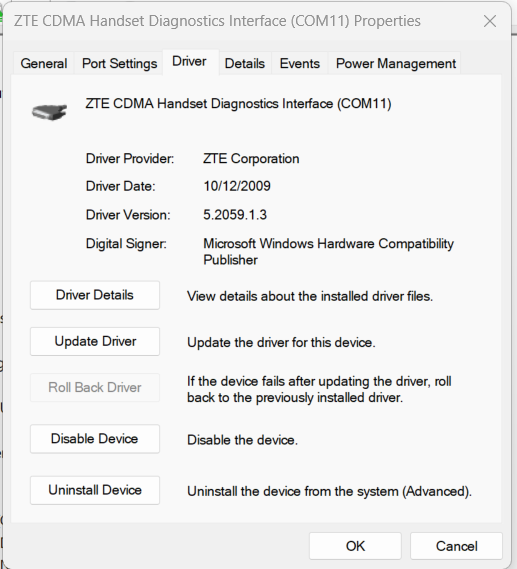 ZTE CDMA Handset Diagnostics Interface (COM11) Properties
General Port Settings Driver Details Events Power Management
ZTE CDMA Handset Diagnostics Interface (COM11)
Driver Provider: ZTE Corporation
Driver Date: 10/12/2009
Driver Version: 5.2059.1.3
Digital Signer: Microsoft Windows Hardware Compatibility
Publisher
Driver Details View details about the installed driver files.
Update Driver Update the driver for this device.
Roll Back Driver If the device fails after updating the driver, roll
back to the previously installed driver.
Disable Device Disable the device.
Uninstall Device Uninstall the device from the system (Advanced).
OK Cancel